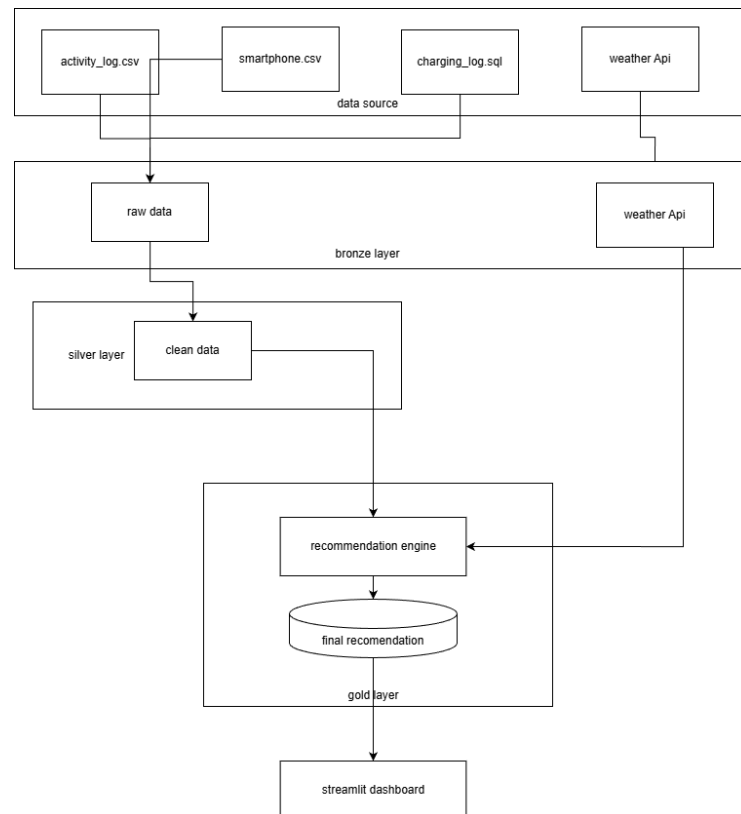 activity_log.csv
smartphone.csv
charging_log.sql
weather Api
data source
raw data
weather Api
bronze layer
silver layer
clean data
recommendation engine
final recomendation
gold layer
streamlit dashboard